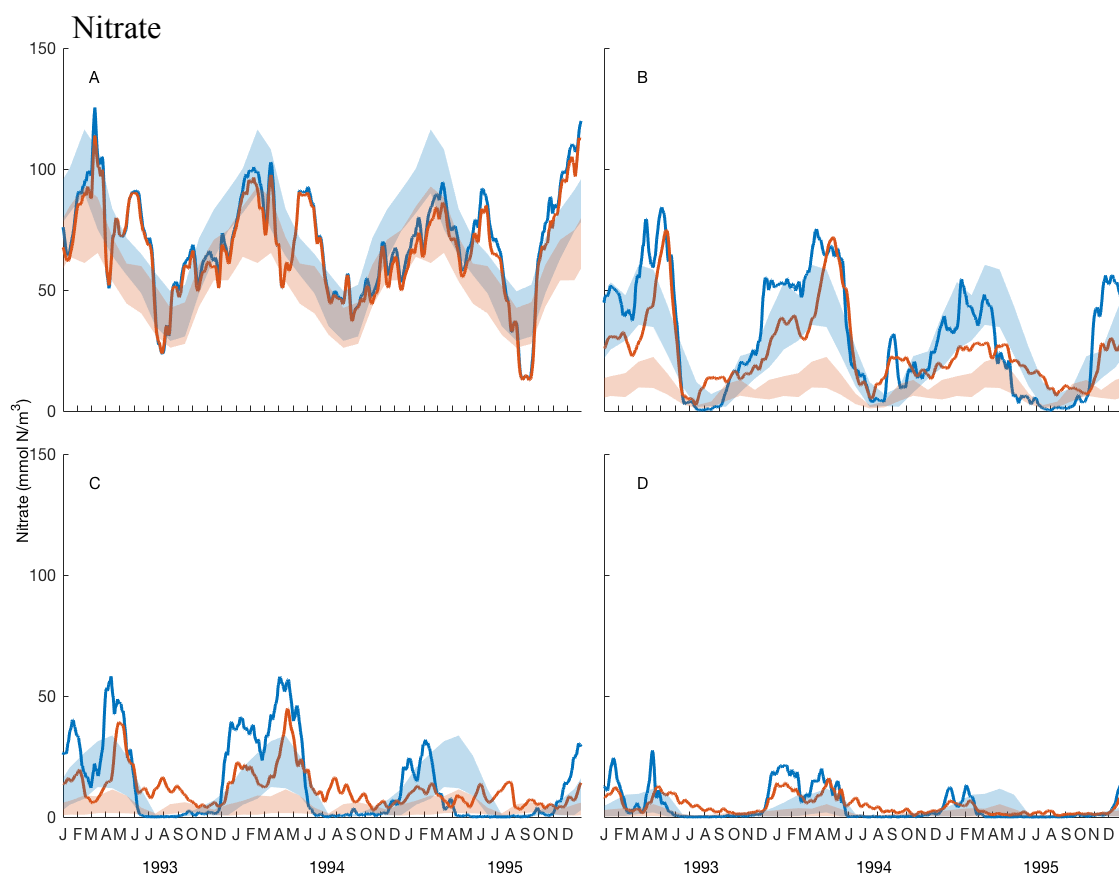 Nitrate
150
A
B
100
50
0
Nitrate (mmol N/m³)
150
C
D
100
50
0
J F M A M J J A S O N D J F M A M J J A S O N D J F M A M J J A S O N D
J F M A M J J A S O N D J F M A M J J A S O N D J F M A M J J A S O N D
1993 1994 1995 1993 1994 1995